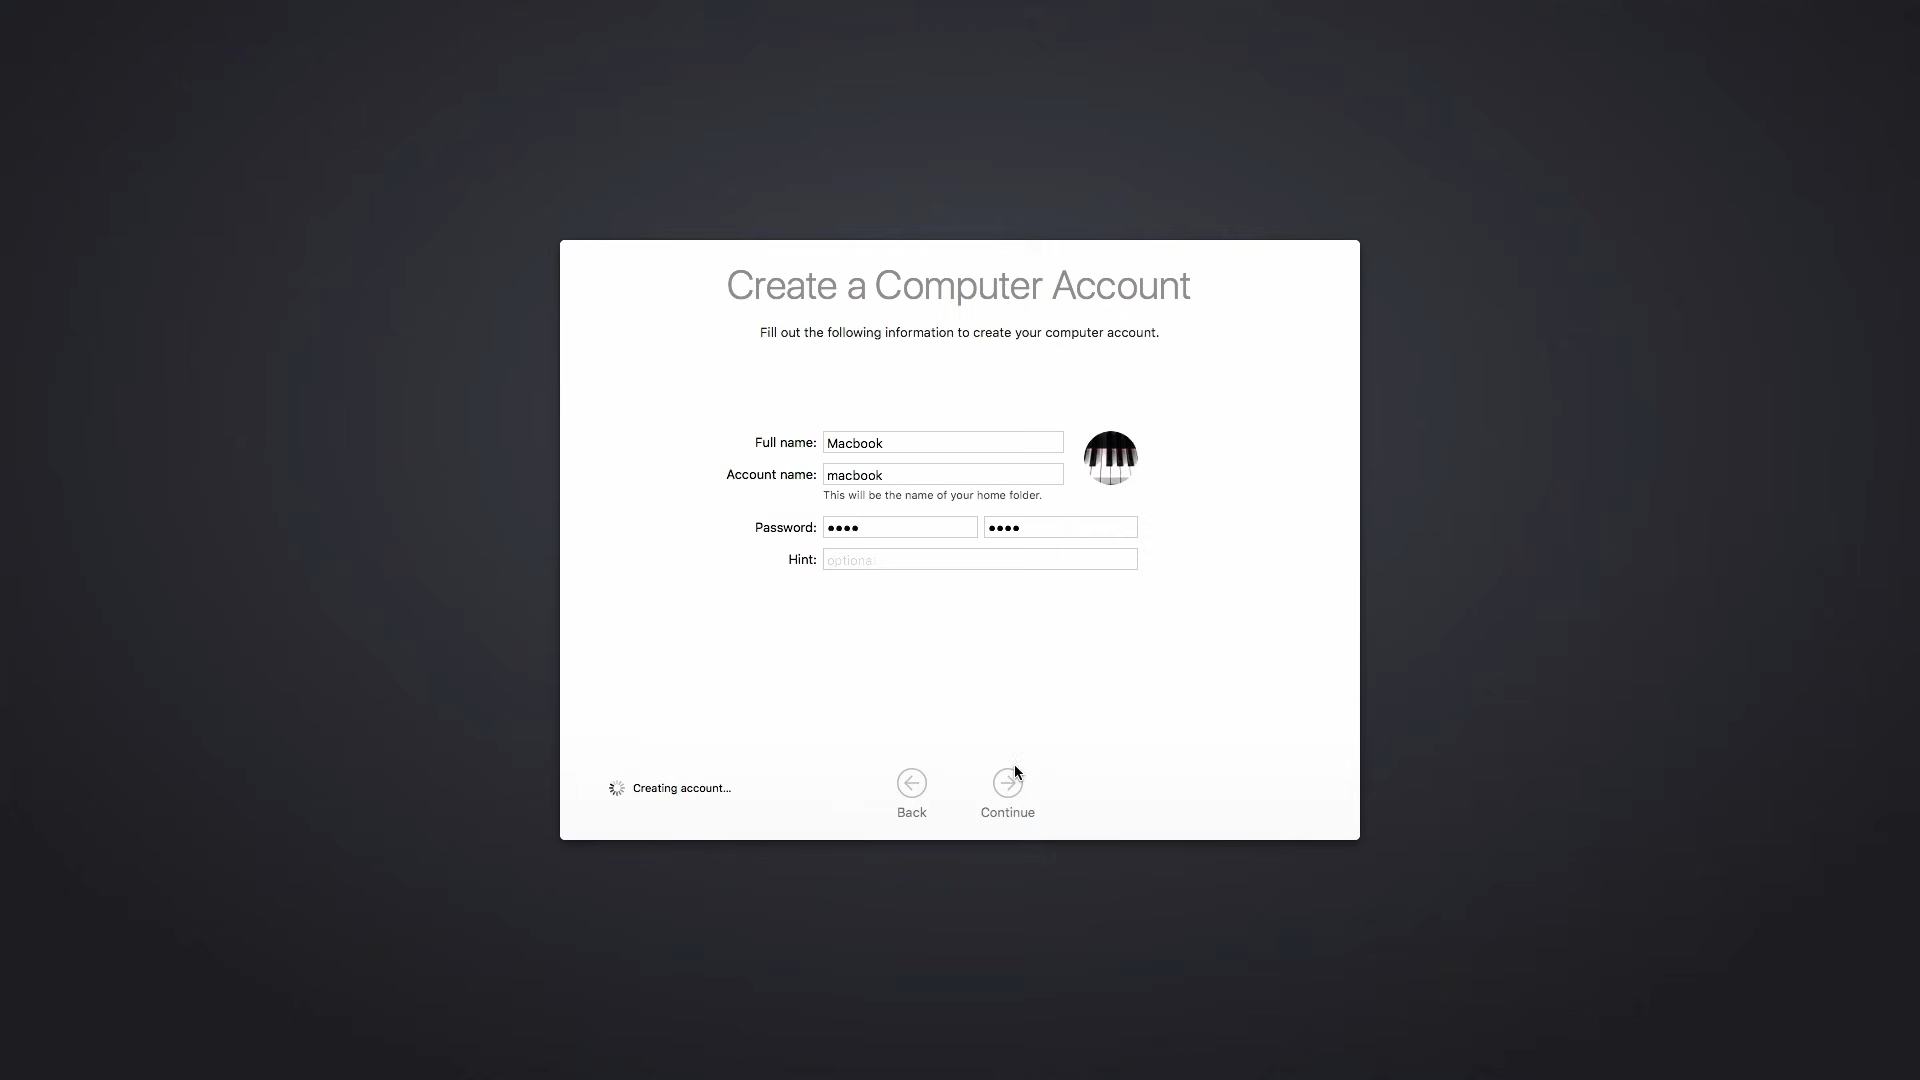 Create a Computer Account
Fill out the following information to create your computer account.
Full name: Macbook
Account name: macbook
This will be the name of your home folder.
Password: •••• ••••
Hint: optional
Creating account...
Back
Continue